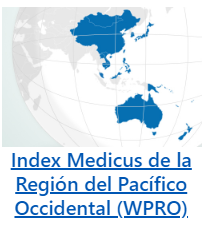 Index Medicus de la
Región del Pacífico
Occidental (WPRO)